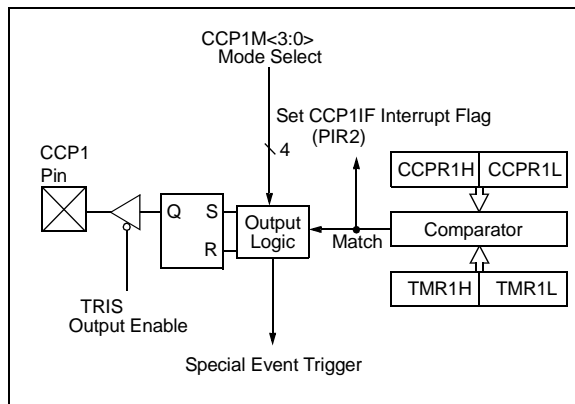 CCP1M<3:0>
Mode Select
Set CCP1IF Interrupt Flag
(PIR2)
4
CCP1
Pin
CCPR1H CCPR1L
Q S
R
Output
Logic
Match
Comparator
TMR1H TMR1L
TRIS
Output Enable
Special Event Trigger